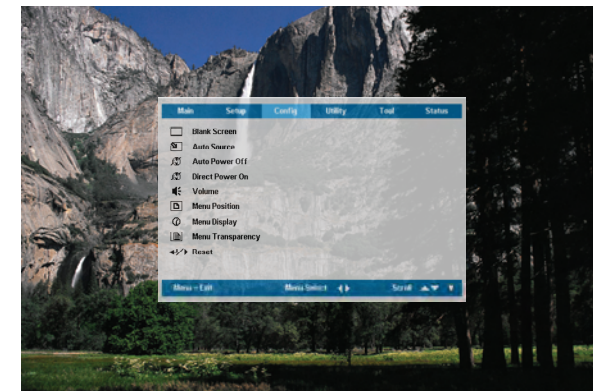 Main Setup Config Utility Tool Status
Blank Screen
Auto Source
Auto Power Off
Direct Power On
Volume
Menu Position
Menu Display
Menu Transparency
Reset
Menu = Exit Menu Select Scroll